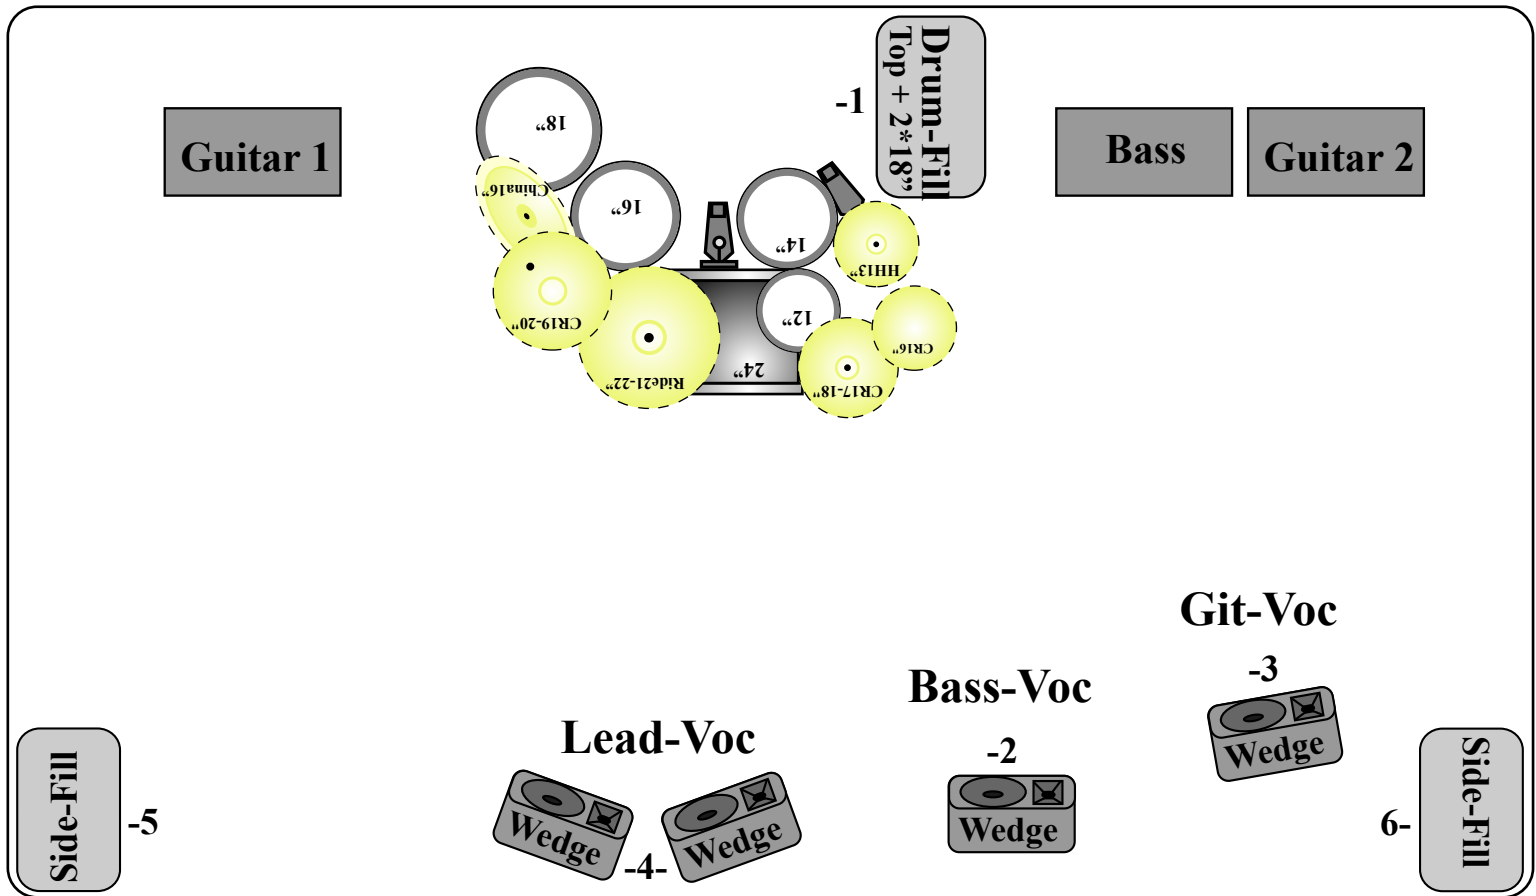 Drum-Fill
Top + 2*18”
-1
Guitar 1
Bass
Guitar 2
18”
China16”
16”
14”
HH13”
CR19-20”
12”
CR16”
Ride21-22”
24”
CR17-18”
Git-Voc
-3
Wedge
Bass-Voc
-2
Wedge
Lead-Voc
Wedge
-4-
Wedge
Side-Fill
-5
6-
Side-Fill